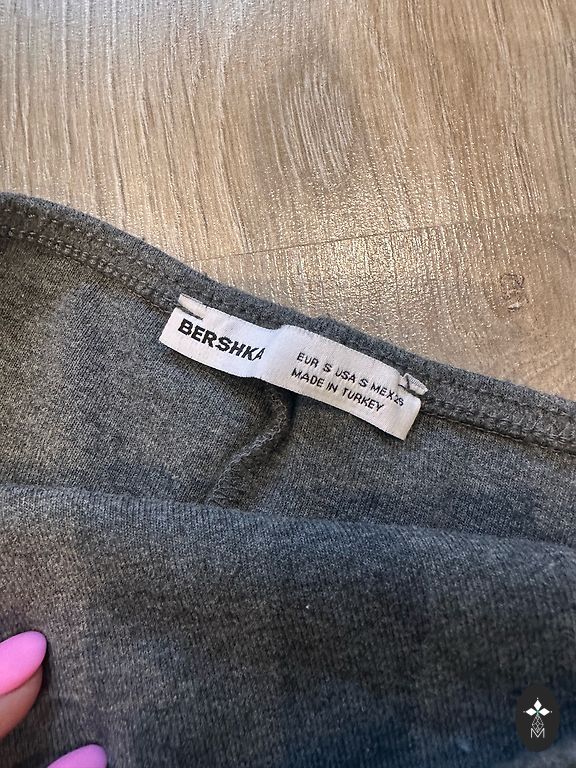 BERSHKA
EUR S USA S MEX 26
MADE IN TURKEY
M